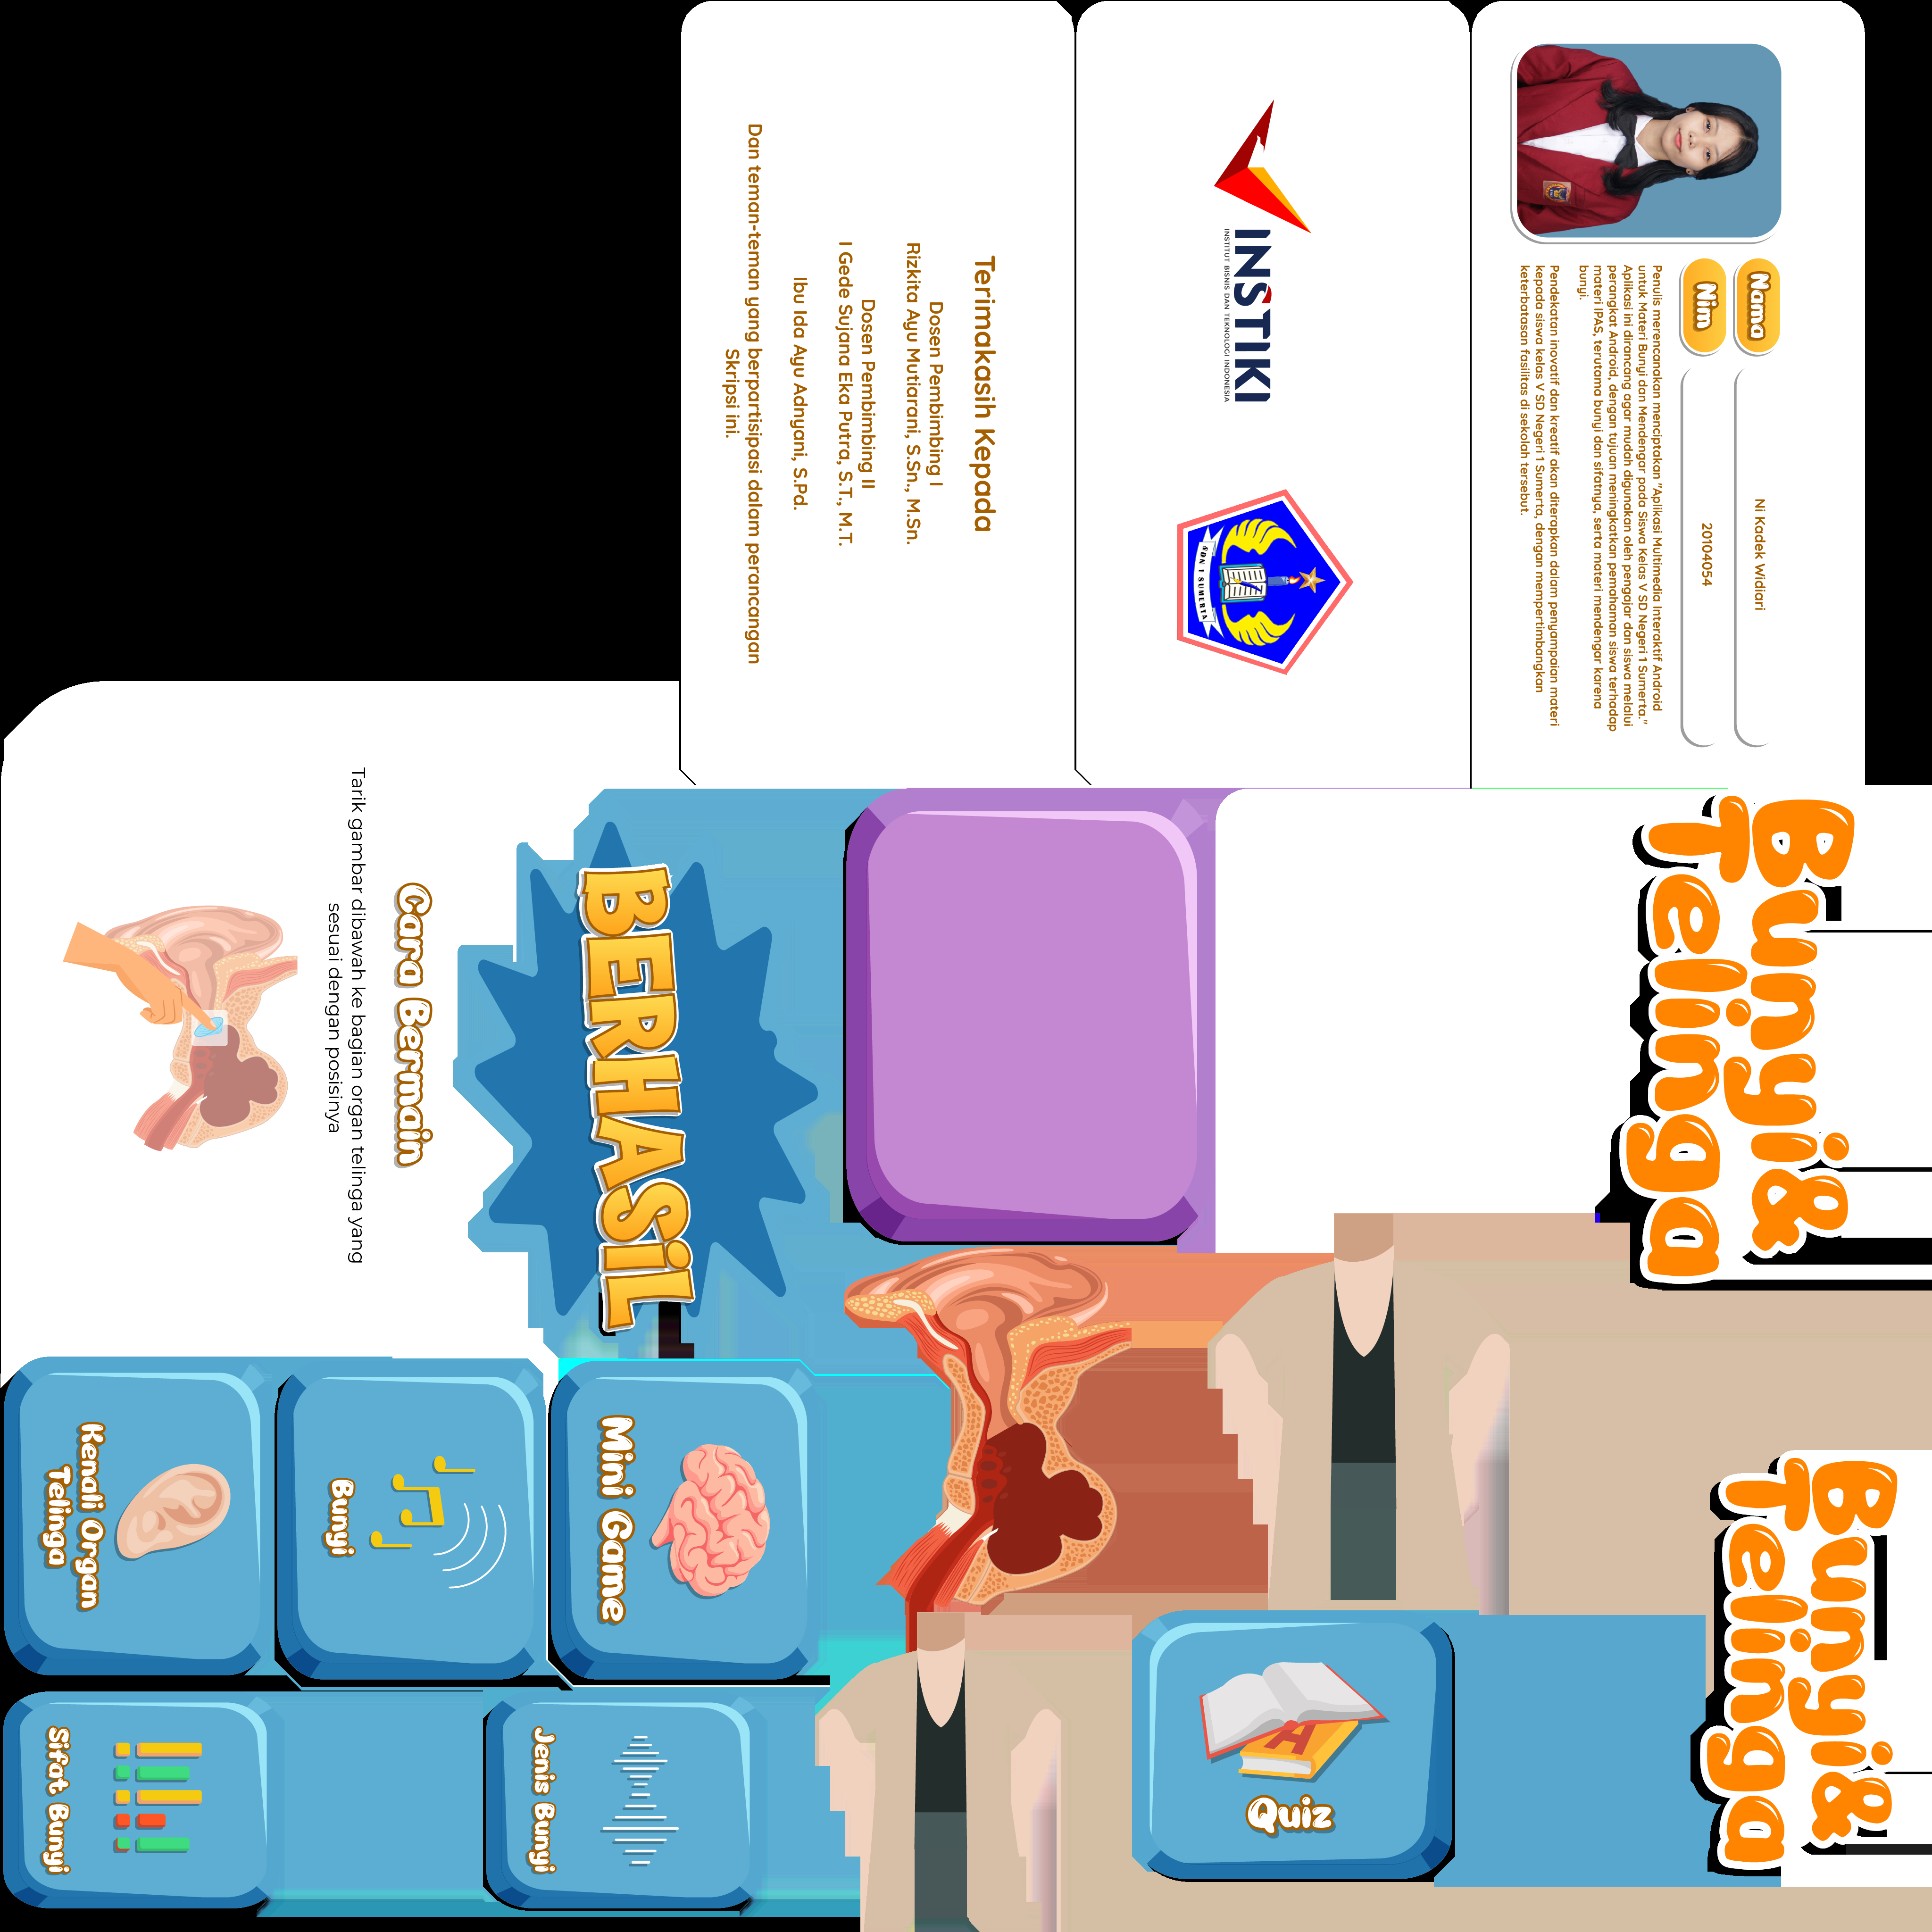 Nama
Ni Kadek Widiari
Nim
20104054
Penulis merencanakan menciptakan "Aplikasi Multimedia Interaktif Android
untuk Materi Bunyi dan Mendengar pada Siswa Kelas V SD Negeri 1 Sumerta."
Aplikasi ini dirancang agar mudah digunakan oleh pengajar dan siswa melalui
perangkat Android, dengan tujuan meningkatkan pemahaman siswa terhadap
materi IPAS, terutama bunyi dan sifatnya, serta materi mendengar karena
bunyi.
Pendekatan inovatif dan kreatif akan diterapkan dalam penyampaian materi
kepada siswa kelas V SD Negeri 1 Sumerta, dengan mempertimbangkan
keterbatasan fasilitas di sekolah tersebut.
INSTIKI
INSTITUT BISNIS DAN TEKNOLOGI INDONESIA
SDN 1 SUMERTA
Terimakasih Kepada
Dosen Pembimbing I
Rizkita Ayu Mutiarani, S.Sn., M.Sn.
Dosen Pembimbing II
I Gede Sujana Eka Putra, S.T., M.T.
Ibu Ida Ayu Adnyani, S.Pd.
Dan teman-teman yang berpartisipasi dalam perancangan
Skripsi ini.
Bunyi &
Telinga
BERHASIL
Cara Bermain
Tarik gambar dibawah ke bagian organ telinga yang
sesuai dengan posisinya
Mini Game
Bunyi
Kenali Organ
Telinga
Bunyi &
Telinga
A
Quiz
Jenis Bunyi
Sifat Bunyi